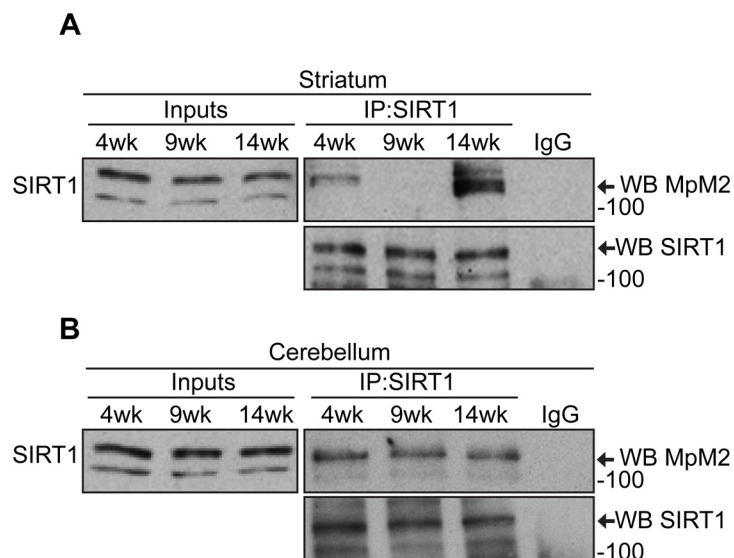 A
Striatum
Inputs IP:SIRT1
4wk 9wk 14wk 4wk 9wk 14wk IgG
SIRT1 WB MpM2
-100
WB SIRT1
-100
B
Cerebellum
Inputs IP:SIRT1
4wk 9wk 14wk 4wk 9wk 14wk IgG
SIRT1 WB MpM2
-100
WB SIRT1
-100